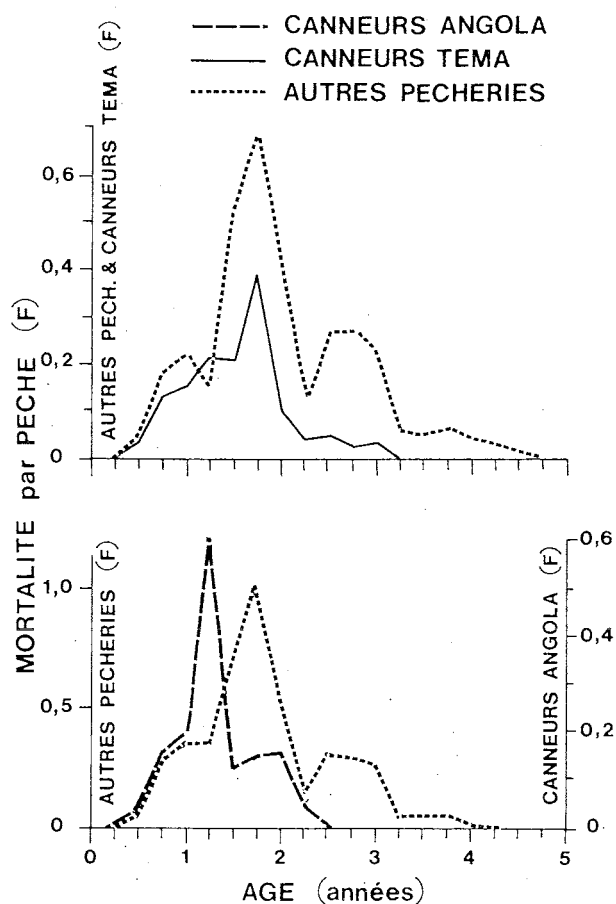 CANNEURS ANGOLA
CANNEURS TEMA
AUTRES PECHERIES
MORTALITE par PECHE (F)
AUTRES PECH. & CANNEURS TEMA (F)
0,6
0,4
0,2
0
AUTRES PECHERIES (F)
1,0
0,5
0
CANNEURS ANGOLA (F)
0,6
0,4
0,2
0
0 1 2 3 4 5
AGE (années)